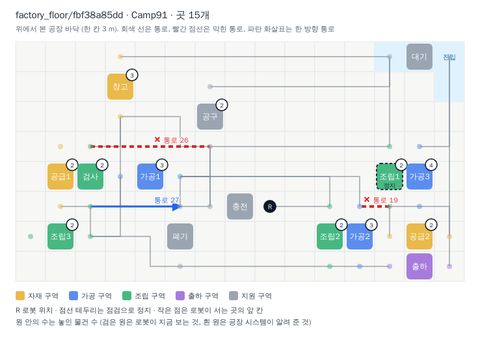 factory_floor/fbf38a85dd · Camp91 · 곳 15개
위에서 본 공장 바닥 (한 칸 3 m). 회색 선은 통로, 빨간 점선은 막힌 통로, 파란 화살표는 한 방향 통로
대기
진입
3
창고
2
공구
✖ 통로 26
2
공급1
2
검사
3
가공1
2
조립1
정지
4
가공3
통로 27
충전
R
✖ 통로 19
2
조립3
폐기
2
조립2
3
가공2
2
공급2
출하
자재 구역
가공 구역
조립 구역
출하 구역
지원 구역
R 로봇 위치 · 점선 테두리는 점검으로 정지 · 작은 점은 로봇이 서는 곳의 앞 칸
원 안의 수는 놓인 물건 수 (검은 원은 로봇이 지금 보는 것, 흰 원은 공장 시스템이 알려 준 것)